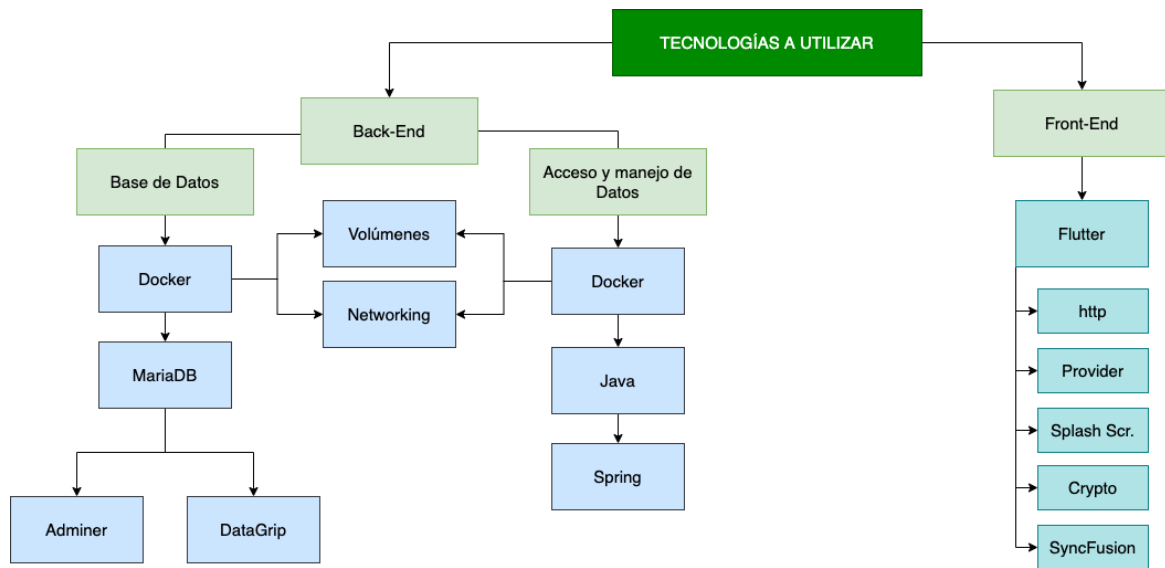 TECNOLOGÍAS A UTILIZAR
Back-End
Front-End
Base de Datos
Acceso y manejo de
Datos
Volúmenes
Flutter
Docker
Docker
Networking
http
MariaDB
Java
Provider
Splash Scr.
Spring
Crypto
Adminer
DataGrip
SyncFusion